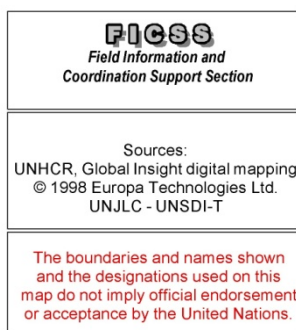 FICSS
Field Information and
Coordination Support Section
Sources:
UNHCR, Global Insight digital mapping
© 1998 Europa Technologies Ltd.
UNJLC - UNSDI-T
The boundaries and names shown
and the designations used on this
map do not imply official endorsement
or acceptance by the United Nations.